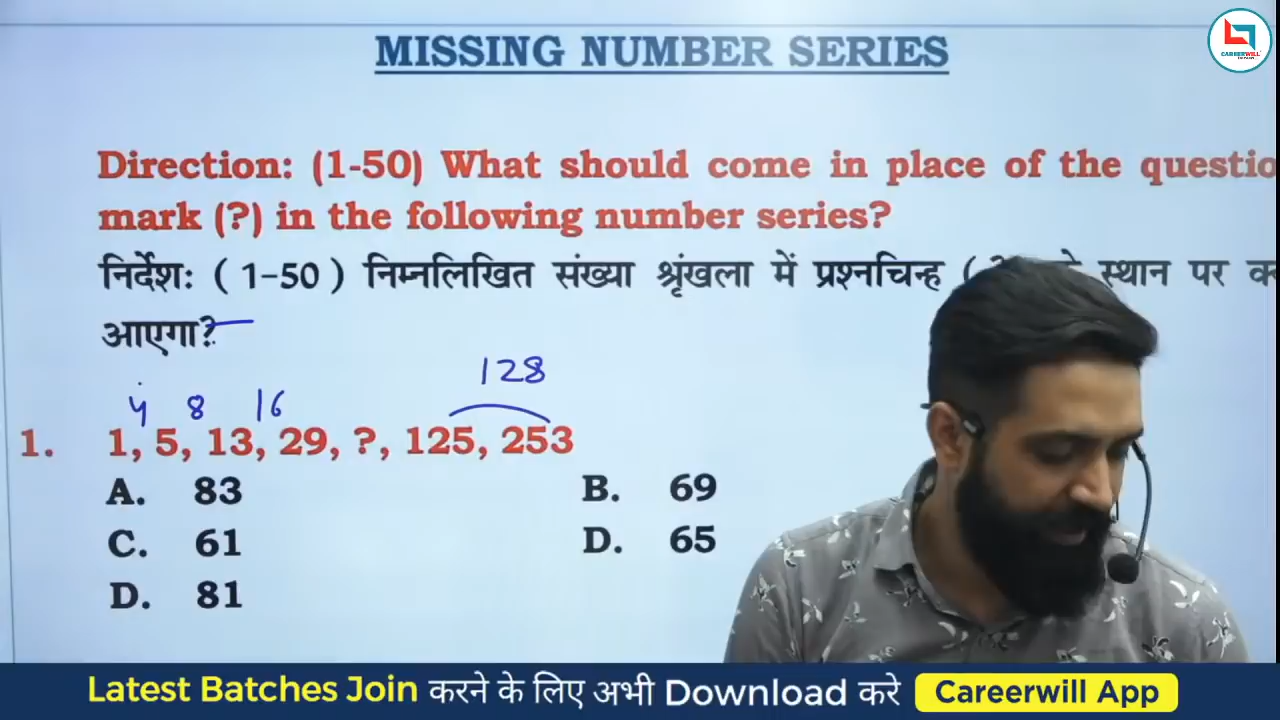 MISSING NUMBER SERIES
CAREERWILL
Direction: (1-50) What should come in place of the questio
mark (?) in the following number series?
निर्देशः ( 1-50 ) निम्नलिखित संख्या श्रृंखला में प्रश्नचिन्ह ( स्थान पर
आएगा?
128
4 8 16
1. 1, 5, 13, 29, ?, 125, 253
A. 83 B. 69
C. 61 D. 65
D. 81
Latest Batches Join करने के लिए अभी Download करे Careerwill App